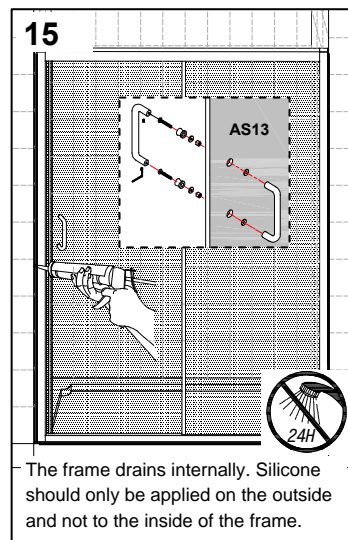 15
AS13
24H
The frame drains internally. Silicone
should only be applied on the outside
and not to the inside of the frame.